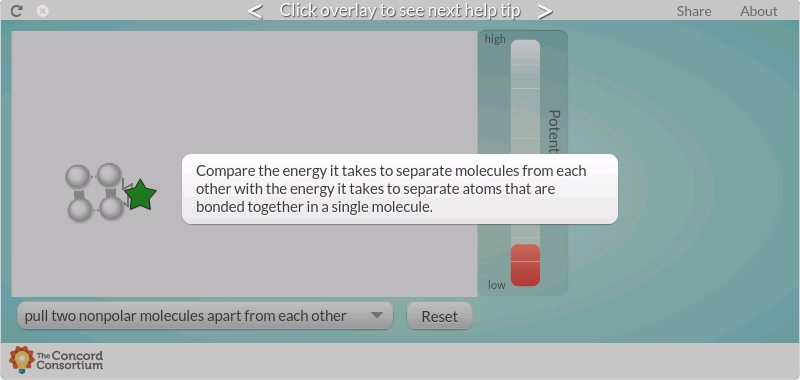 Click overlay to see next help tip
Share
About
high
Potent
Compare the energy it takes to separate molecules from each
other with the energy it takes to separate atoms that are
bonded together in a single molecule.
low
pull two nonpolar molecules apart from each other
Reset
The Concord
Consortium